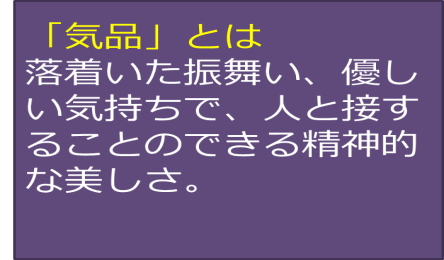 「気品」とは
落着いた振舞い、優し
い気持ちで、人と接す
ることのできる精神的
な美しさ。